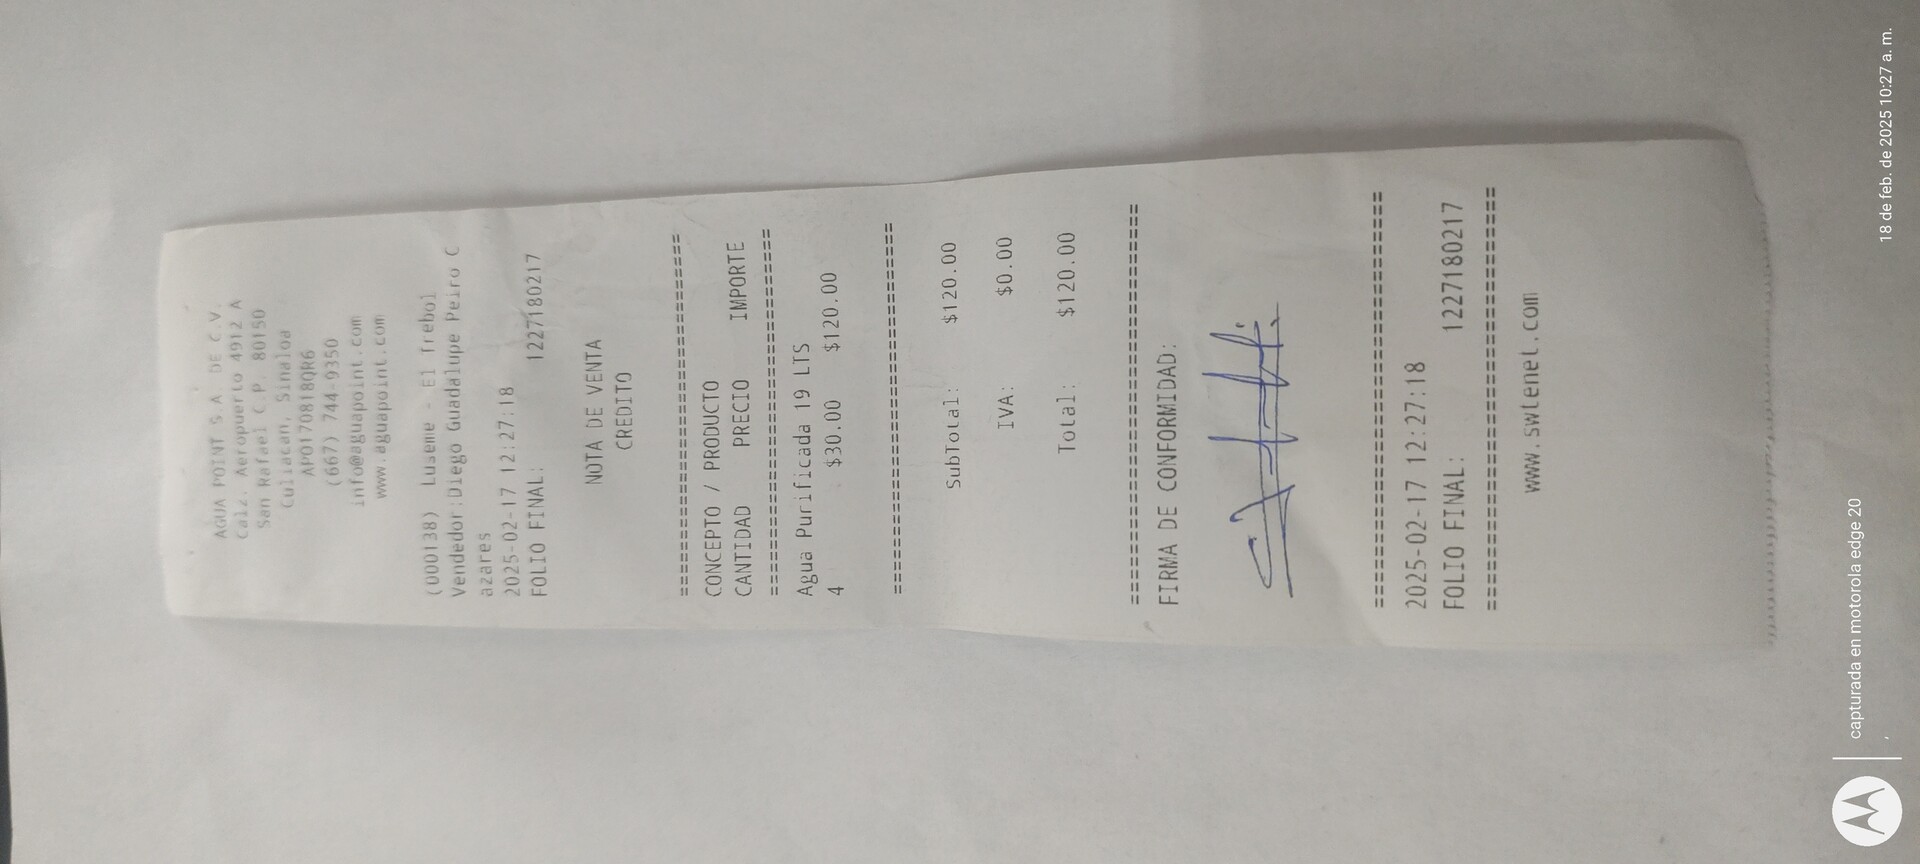 AGUA POINT S A DE C.V.
Calz. Aeropuerto 4912 A
San Rafael C.P. 80150
Culiacan, Sinaloa
APO170818QR6
(667) 744-9350
info@aguapoint.com
www.aguapoint.com
(000138) Luseme - El frebol
Vendedor:Diego Guadalupe Peiro C
azares
2025-02-17 12:27:18
FOLIO FINAL: 1227180217
NOTA DE VENTA
CREDITO
================================
CONCEPTO / PRODUCTO
CANTIDAD PRECIO IMPORTE
================================
Agua Purificada 19 LTS
4 $30.00 $120.00
================================
SubTotal: $120.00
IVA: $0.00
Total: $120.00
================================
FIRMA DE CONFORMIDAD:
================================
2025-02-17 12:27:18
FOLIO FINAL: 1227180217
================================
www.swtenet.com
capturada en motorola edge 20
18 de feb. de 2025 10:27 a. m.